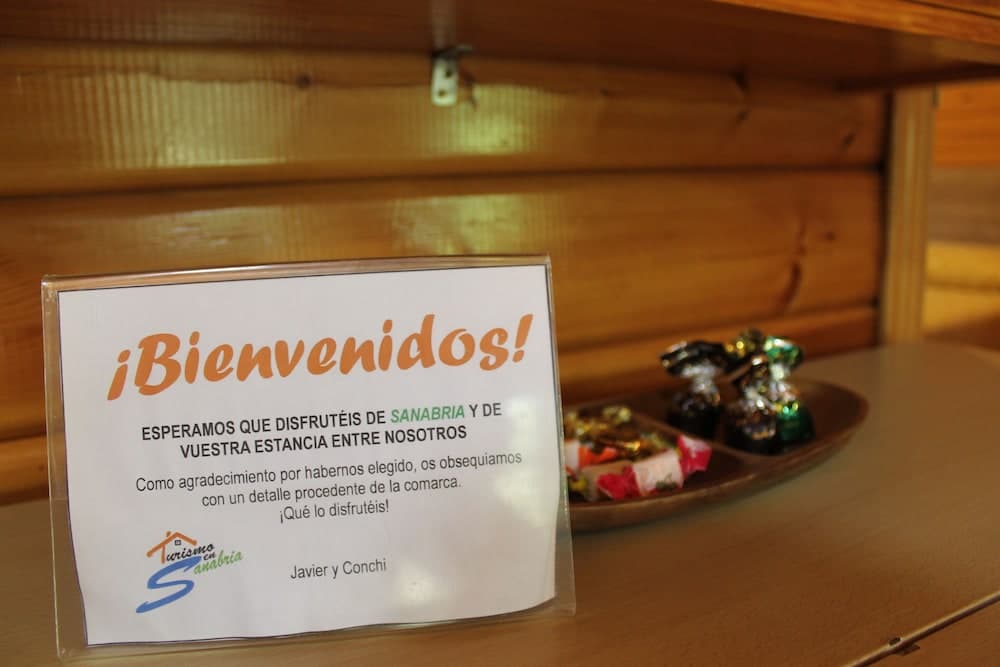 ¡Bienvenidos!
ESPERAMOS QUE DISFRUTÉIS DE SANABRIA Y DE
VUESTRA ESTANCIA ENTRE NOSOTROS
Como agradecimiento por habernos elegido, os obsequiamos
con un detalle procedente de la comarca.
¡Qué lo disfrutéis!
Turismo
en
Sanabria
Javier y Conchi